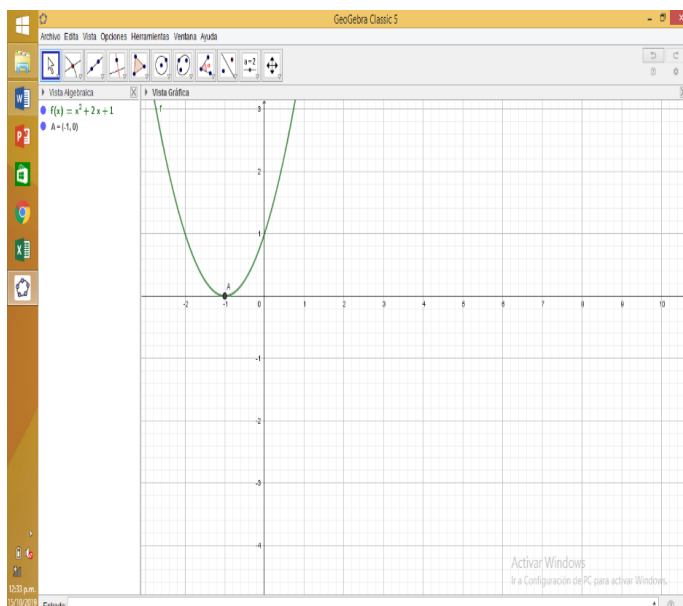 GeoGebra Classic 5
Archivo Edita Vista Opciones Herramientas Ventana Ayuda
a=2
Vista Algebraica
Vista Gráfica
f(x) = x² + 2 x + 1
A = (-1, 0)
f
A
3
2
1
-1
-2
-3
-4
-2 -1 0 1 2 3 4 5 6 7 8 9 10
Activar Windows
Ir a Configuración de PC para activar Windows.
12:33 p.m.
15/10/2019
Entrada